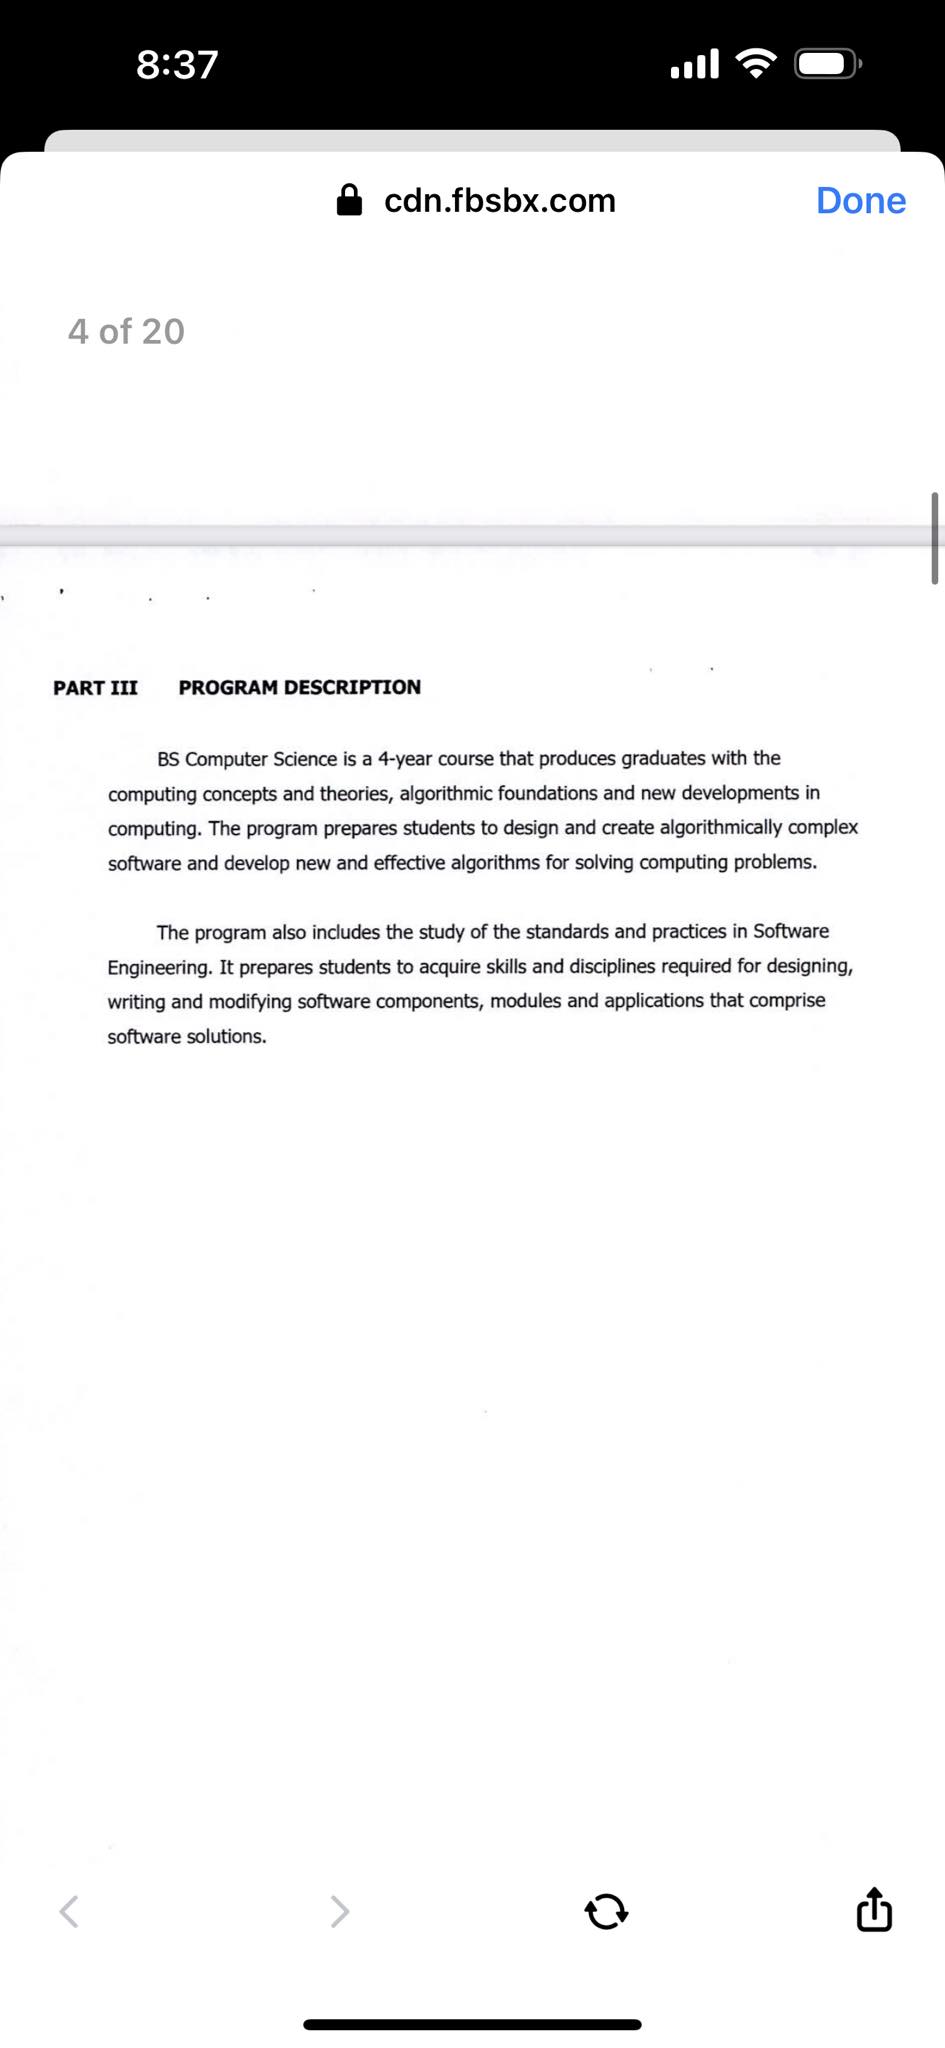 8:37
cdn.fbsbx.com
Done
4 of 20
PART III PROGRAM DESCRIPTION
BS Computer Science is a 4-year course that produces graduates with the
computing concepts and theories, algorithmic foundations and new developments in
computing. The program prepares students to design and create algorithmically complex
software and develop new and effective algorithms for solving computing problems.
The program also includes the study of the standards and practices in Software
Engineering. It prepares students to acquire skills and disciplines required for designing,
writing and modifying software components, modules and applications that comprise
software solutions.